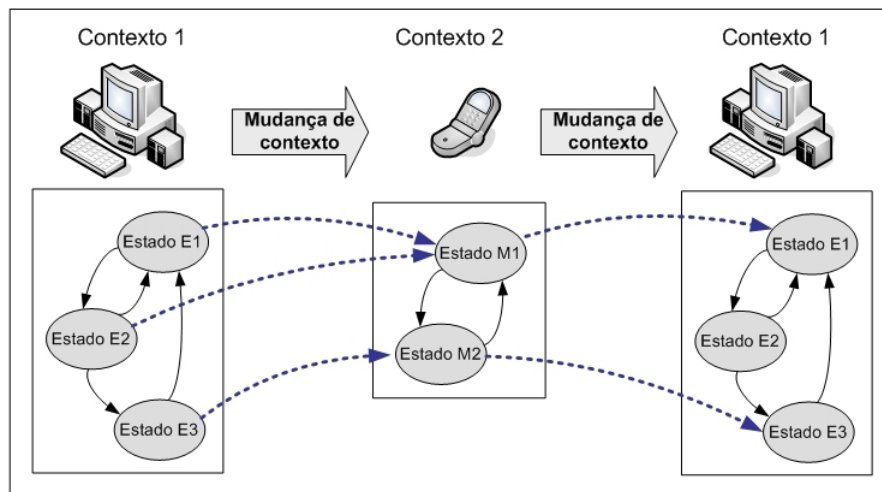 Contexto 1
Contexto 2
Contexto 1
Mudança de
contexto
Mudança de
contexto
Estado E1
Estado E2
Estado E3
Estado M1
Estado M2
Estado E1
Estado E2
Estado E3